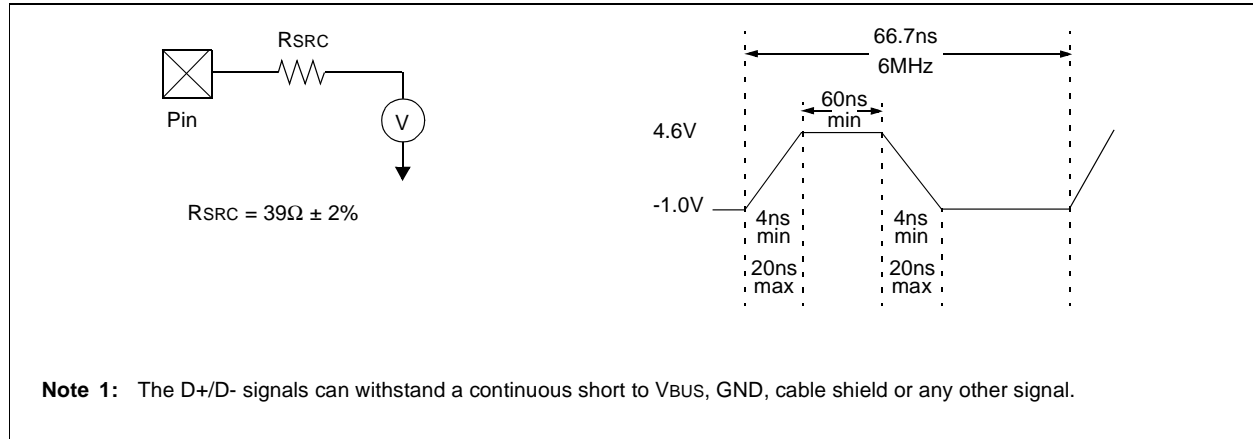 RSRC
Pin
V
RSRC = 39Ω ± 2%
66.7ns
6MHz
60ns
min
4.6V
-1.0V
4ns
min
20ns
max
4ns
min
20ns
max
Note 1: The D+/D- signals can withstand a continuous short to VBUS, GND, cable shield or any other signal.